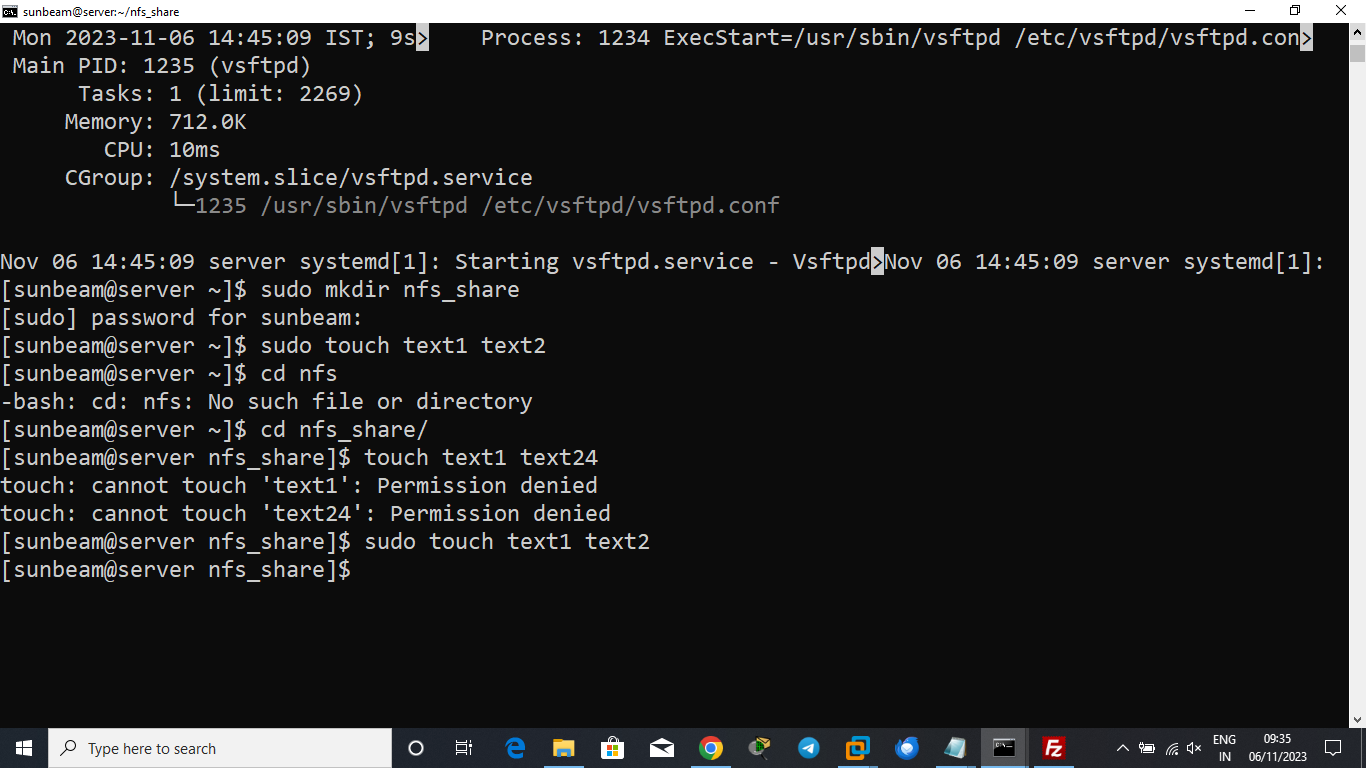 sunbeam@server:~/nfs_share
Mon 2023-11-06 14:45:09 IST; 9s>    Process: 1234 ExecStart=/usr/sbin/vsftpd /etc/vsftpd/vsftpd.con>
Main PID: 1235 (vsftpd)
Tasks: 1 (limit: 2269)
Memory: 712.0K
CPU: 10ms
CGroup: /system.slice/vsftpd.service
└─1235 /usr/sbin/vsftpd /etc/vsftpd/vsftpd.conf
Nov 06 14:45:09 server systemd[1]: Starting vsftpd.service - Vsftpd>Nov 06 14:45:09 server systemd[1]:
[sunbeam@server ~]$ sudo mkdir nfs_share
[sudo] password for sunbeam:
[sunbeam@server ~]$ sudo touch text1 text2
[sunbeam@server ~]$ cd nfs
-bash: cd: nfs: No such file or directory
[sunbeam@server ~]$ cd nfs_share/
[sunbeam@server nfs_share]$ touch text1 text24
touch: cannot touch 'text1': Permission denied
touch: cannot touch 'text24': Permission denied
[sunbeam@server nfs_share]$ sudo touch text1 text2
[sunbeam@server nfs_share]$
Type here to search
ENG
IN
09:35
06/11/2023